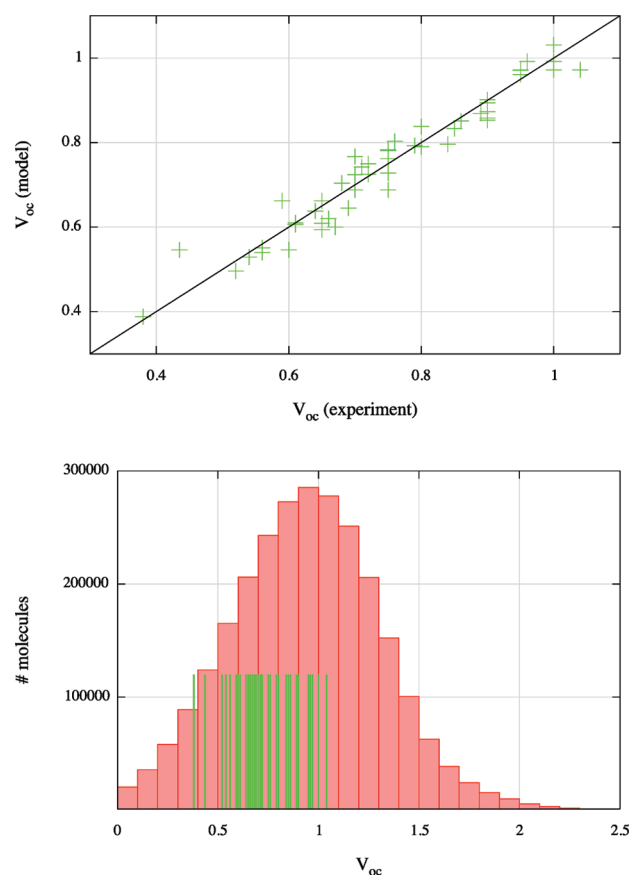 1
0.8
0.6
0.4
V_oc (model)
0.4 0.6 0.8 1
V_oc (experiment)
300000
200000
100000
0
# molecules
0 0.5 1 1.5 2 2.5
V_oc